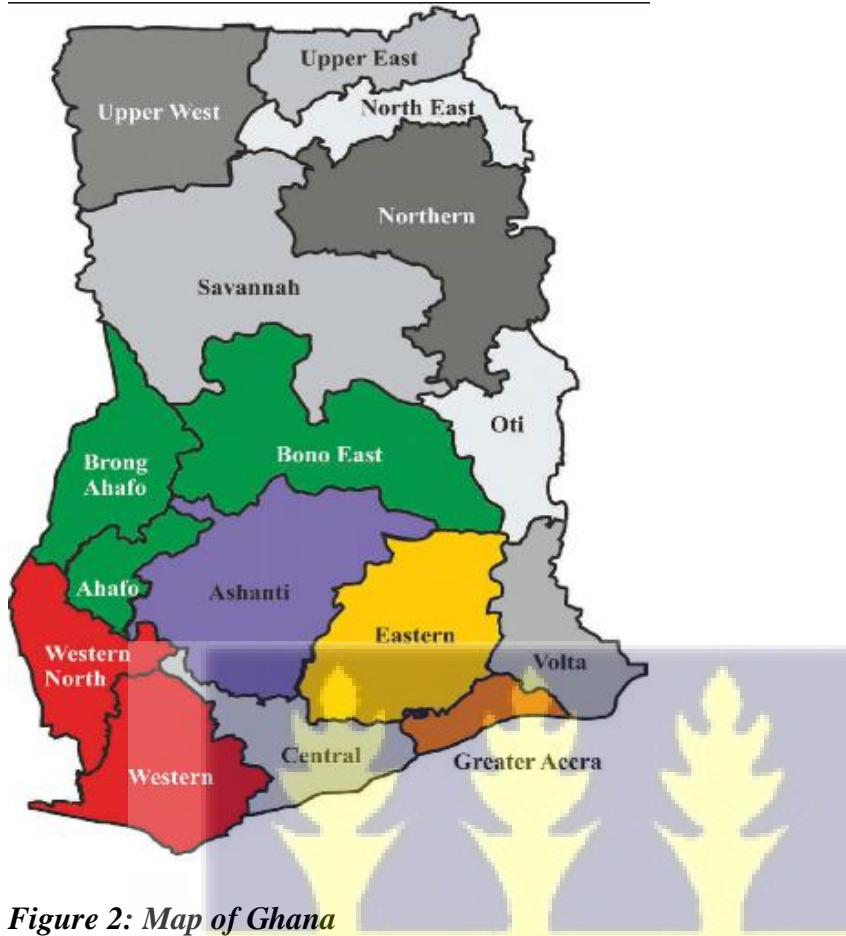 Upper East
North East
Upper West
Northern
Savannah
Oti
Bono East
Brong
Ahafo
Ahafo
Ashanti
Eastern
Western
North
Volta
Central
Greater Accra
Western
Figure 2: Map of Ghana